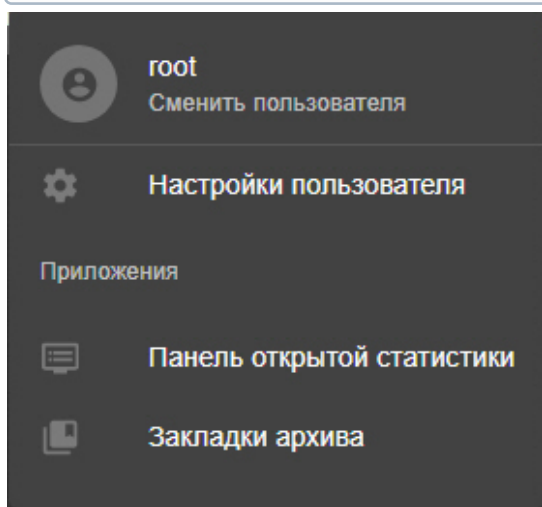 root
Сменить пользователя
Настройки пользователя
Приложения
Панель открытой статистики
Закладки архива